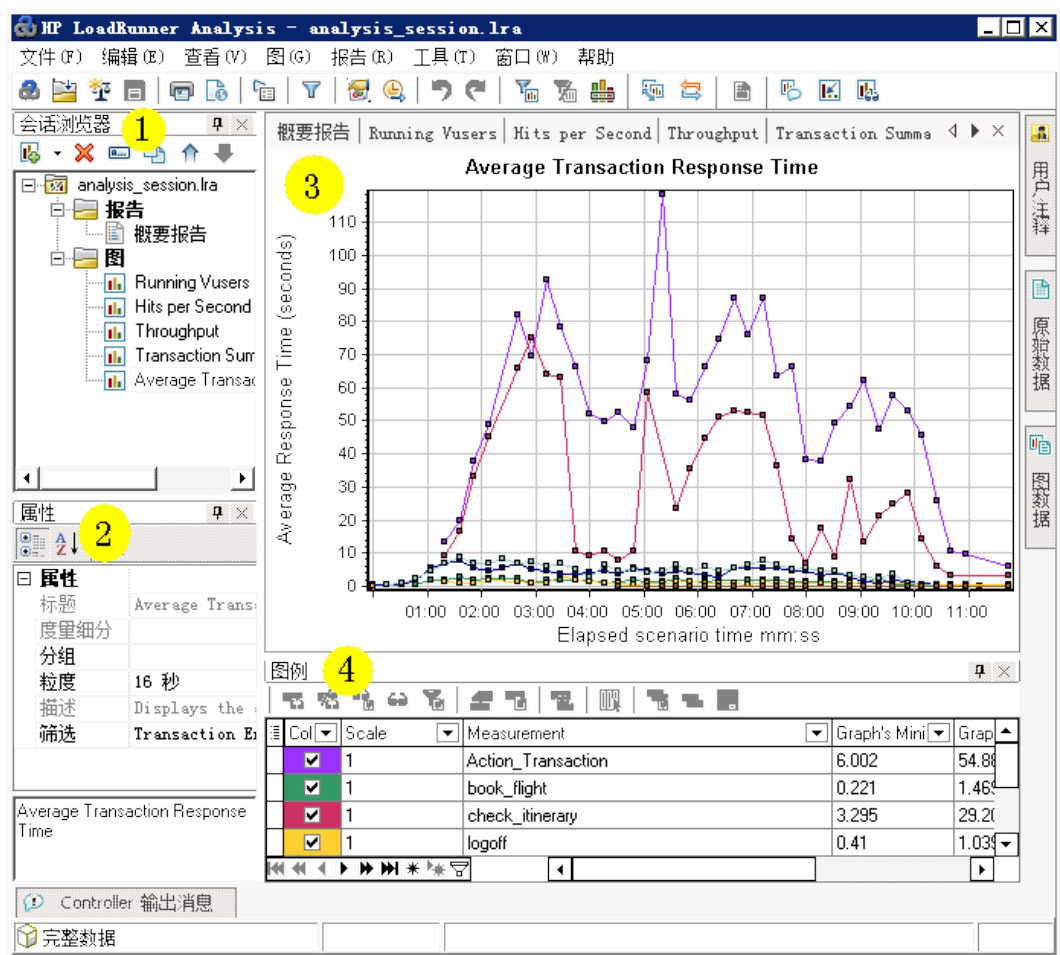 HP LoadRunner Analysis - analysis_session.lra
文件(F) 编辑(E) 查看(V) 图(G) 报告(R) 工具(T) 窗口(W) 帮助
会话浏览器
1
analysis_session.lra
报告
概要报告
图
Running Vusers
Hits per Second
Throughput
Transaction Sum
Average Transac
属性
2
属性
标题 Average Trans
度量细分
分组
粒度 16 秒
描述 Displays the
筛选 Transaction En
Average Transaction Response
Time
概要报告 Running Vusers Hits per Second Throughput Transaction Summa
3
Average Transaction Response Time
Average Response Time (seconds)
110
100
90
80
70
60
50
40
30
20
10
0
01:00 02:00 03:00 04:00 05:00 06:00 07:00 08:00 09:00 10:00 11:00
Elapsed scenario time mm:ss
图例
4
Col Scale Measurement Graph's Mini Grap
1 Action_Transaction 6.002 54.88
1 book_flight 0.221 1.469
1 check_itinerary 3.295 29.20
1 logoff 0.41 1.039
用户注释
原始数据
图数据
Controller 输出消息
完整数据